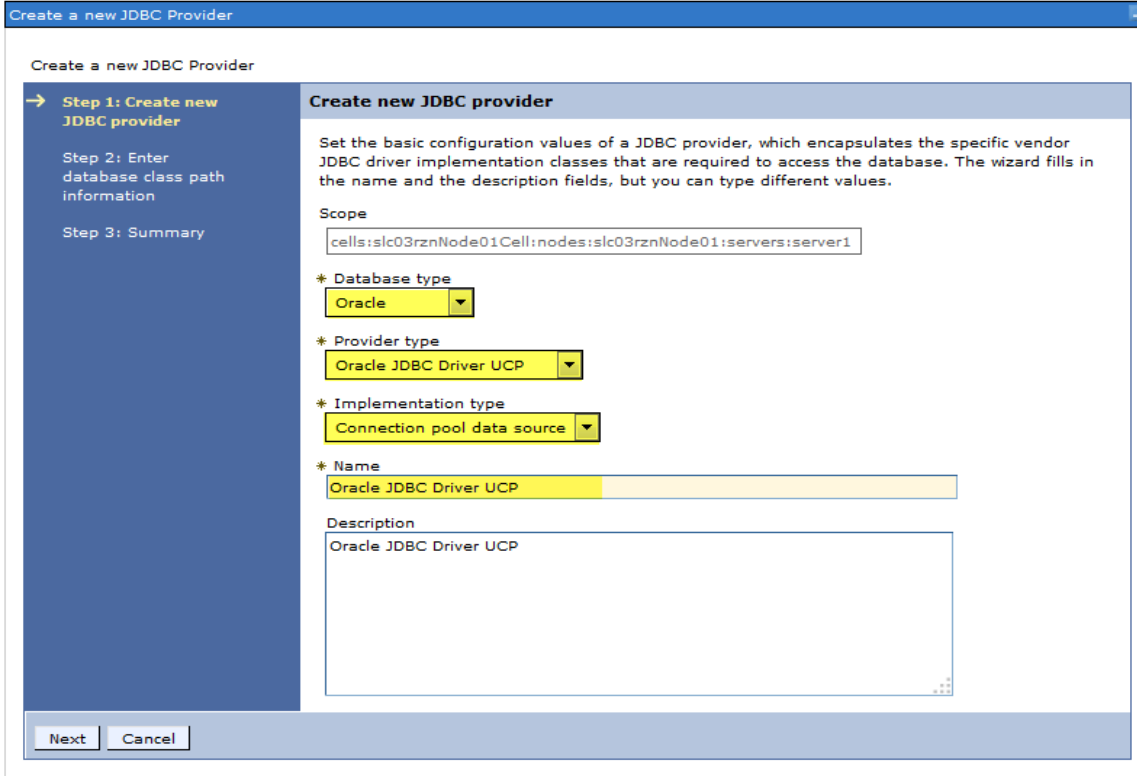 Create a new JDBC Provider
Create a new JDBC Provider
Step 1: Create new
JDBC provider
Step 2: Enter
database class path
information
Step 3: Summary
Create new JDBC provider
Set the basic configuration values of a JDBC provider, which encapsulates the specific vendor
JDBC driver implementation classes that are required to access the database. The wizard fills in
the name and the description fields, but you can type different values.
Scope
cells:slc03rznNode01Cell:nodes:slc03rznNode01:servers:server1
* Database type
Oracle
* Provider type
Oracle JDBC Driver UCP
* Implementation type
Connection pool data source
* Name
Oracle JDBC Driver UCP
Description
Oracle JDBC Driver UCP
Next Cancel